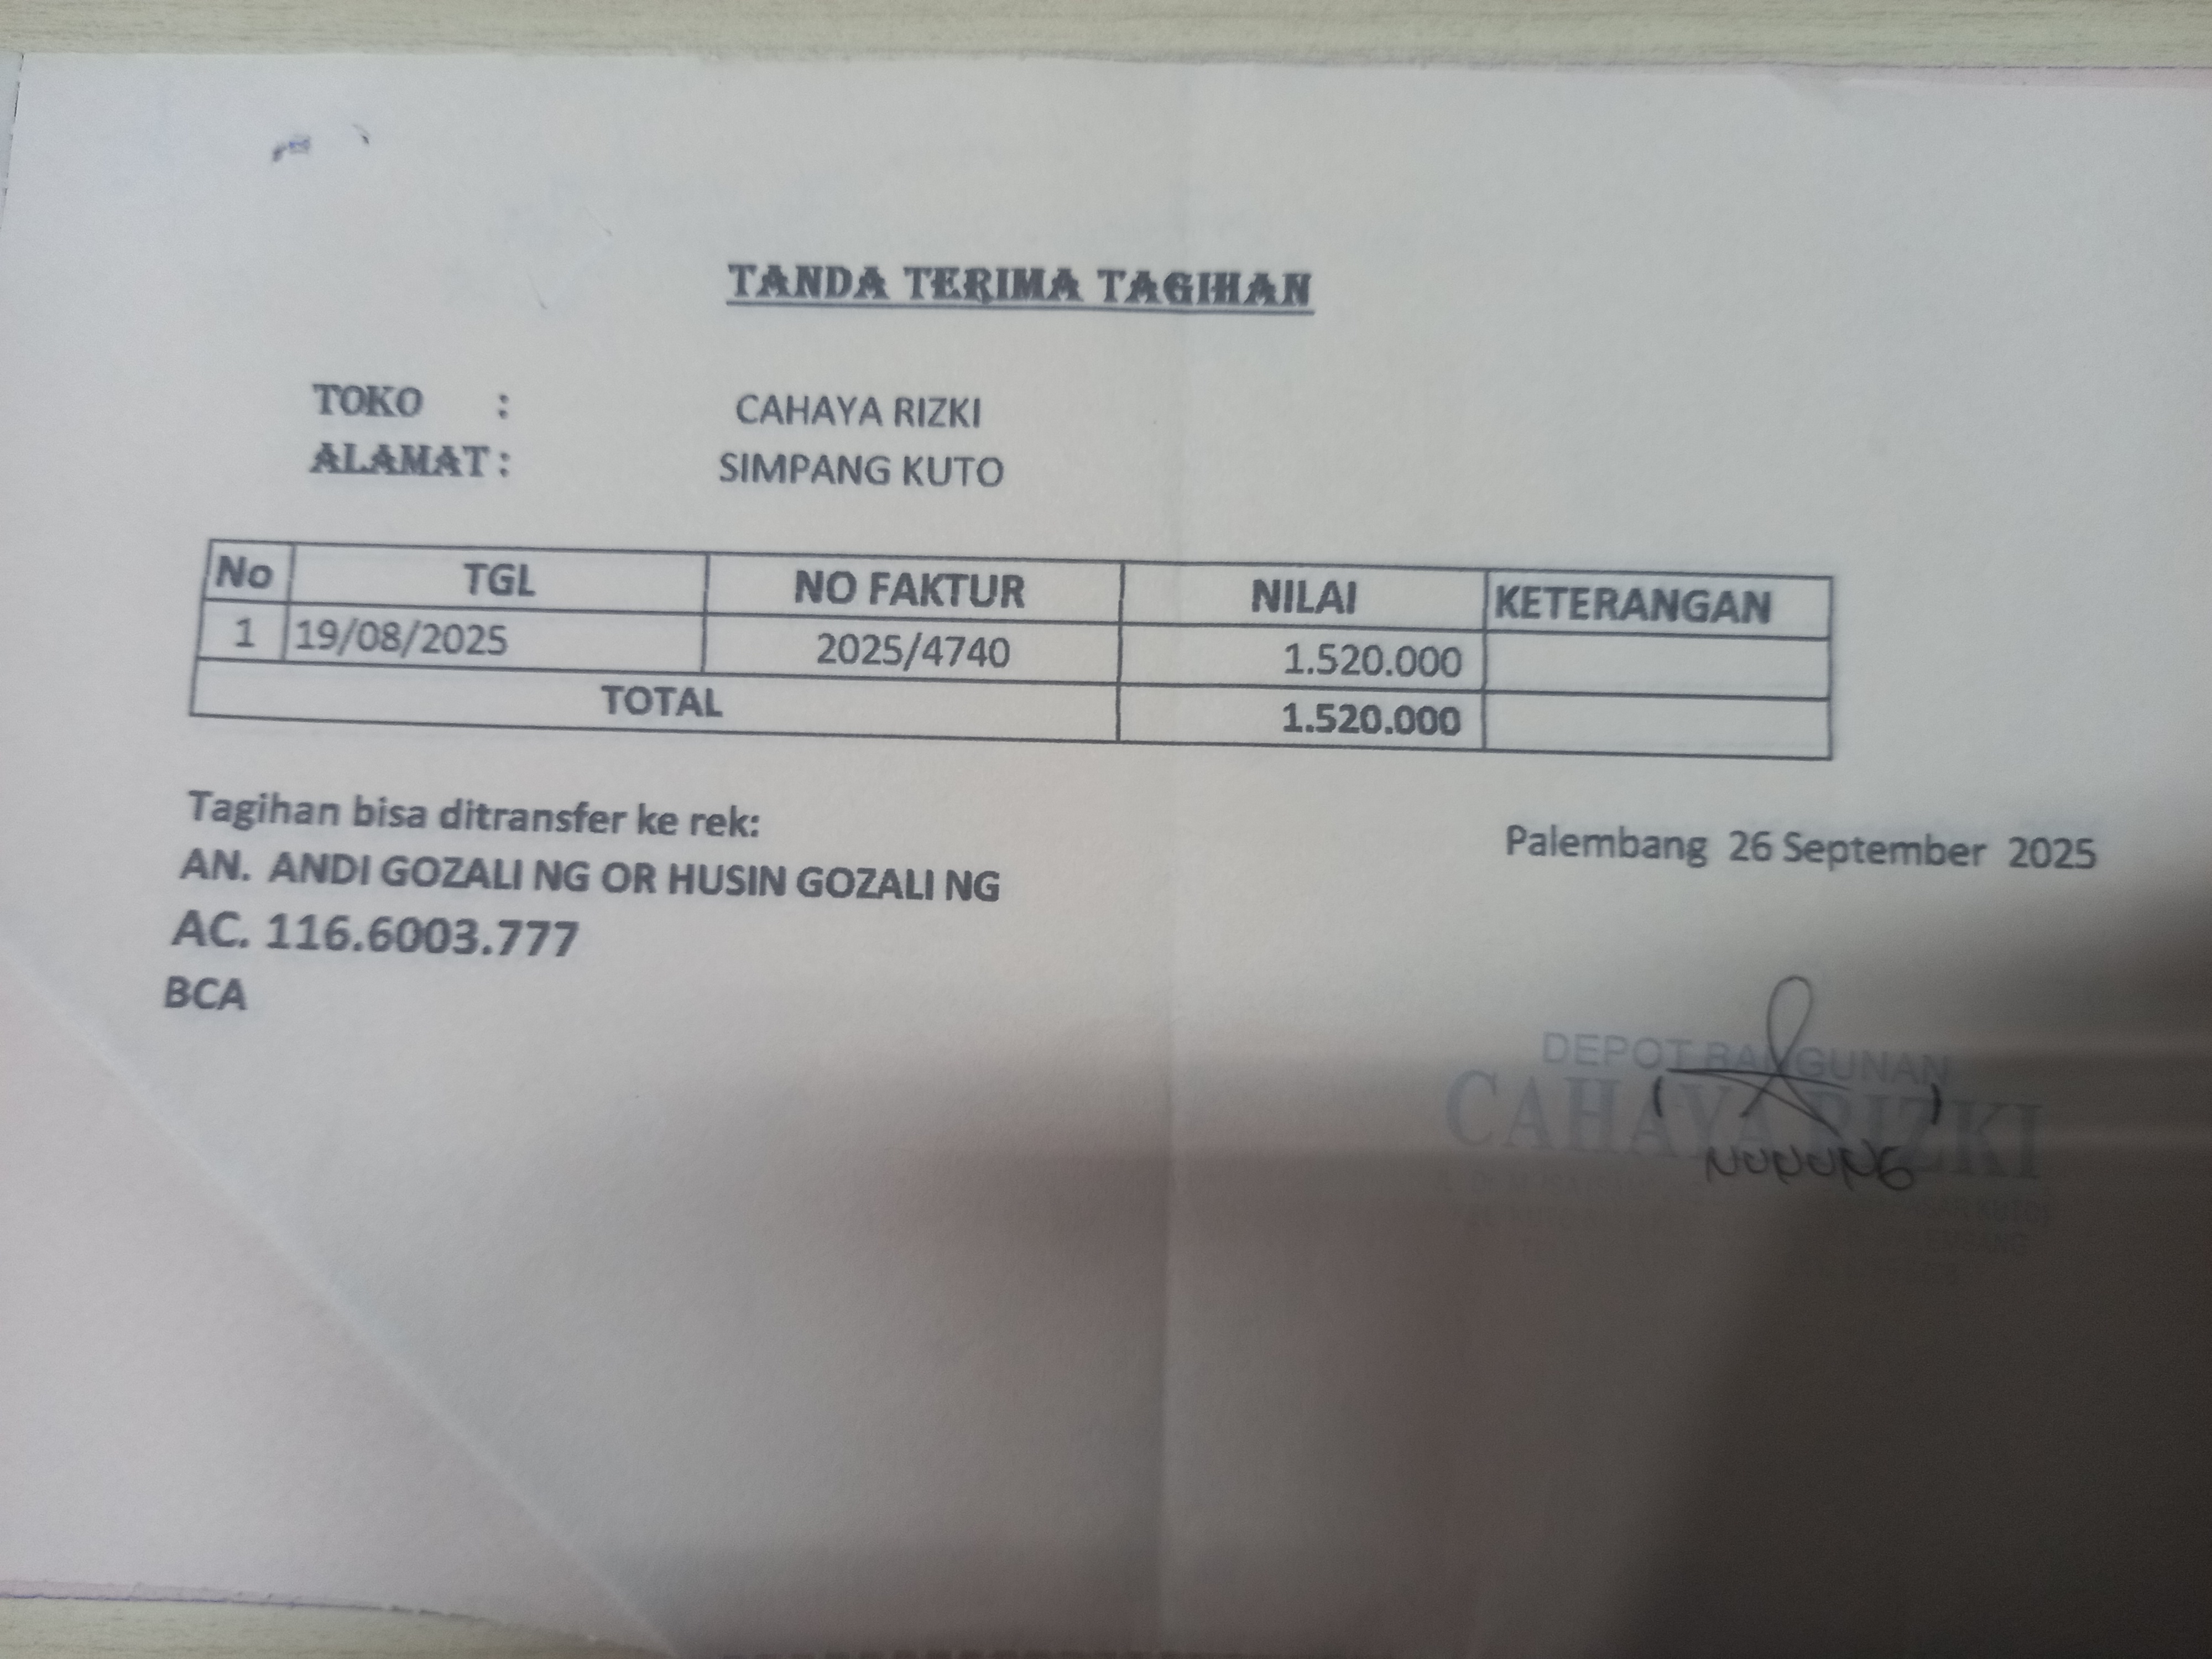 TANDA TERIMA TAGIHAN
TOKO : CAHAYA RIZKI
ALAMAT : SIMPANG KUTO
No TGL NO FAKTUR NILAI KETERANGAN
1 19/08/2025 2025/4740 1.520.000
TOTAL 1.520.000
Tagihan bisa ditransfer ke rek:
AN. ANDI GOZALI NG OR HUSIN GOZALI NG
AC. 116.6003.777
BCA
Palembang 26 September 2025
DEPOT BANGUNAN
CAHAYA RIZKI
( )